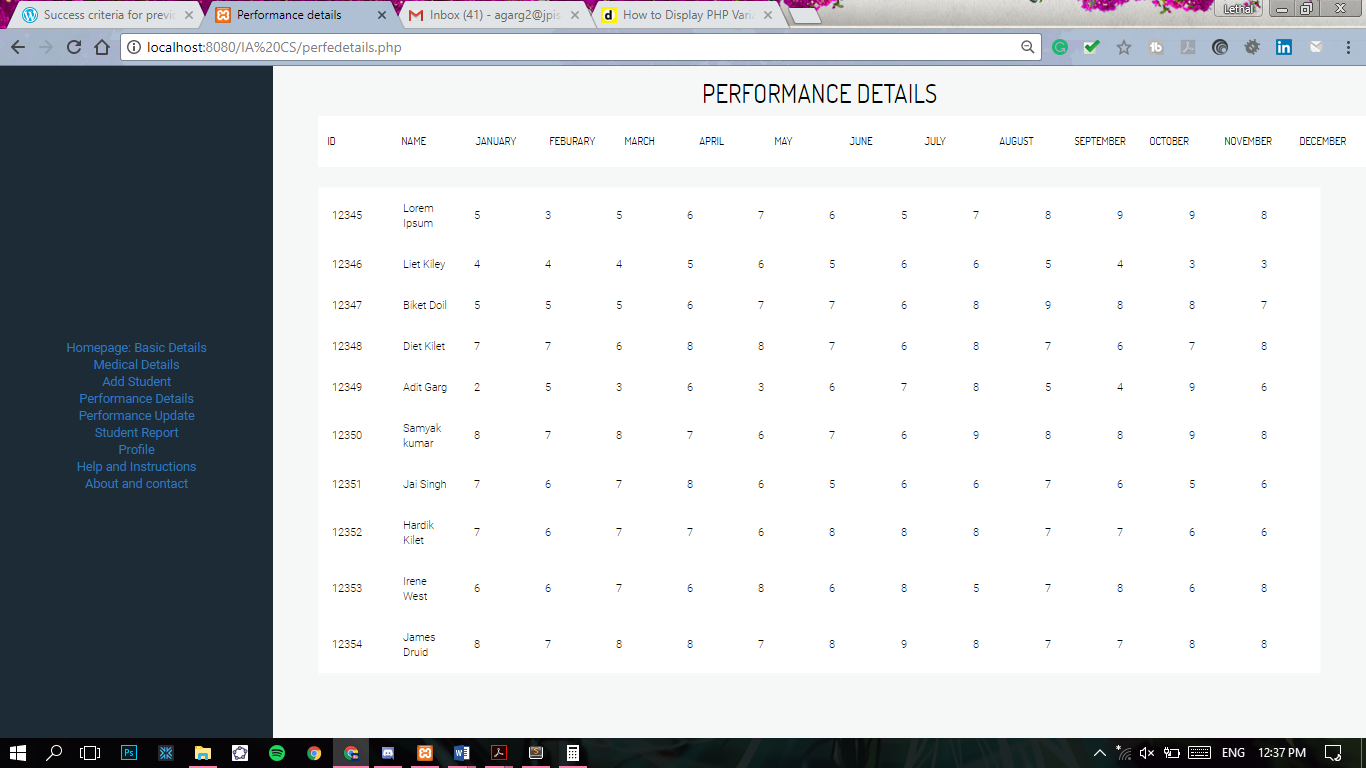 Success criteria for previ
Performance details
Inbox (41) - agarg2@jpis
How to Display PHP Vari
Lethal
localhost:8080/IA%20CS/perfedetails.php
Homepage: Basic Details
Medical Details
Add Student
Performance Details
Performance Update
Student Report
Profile
Help and Instructions
About and contact
PERFORMANCE DETAILS
ID NAME JANUARY FEBURARY MARCH APRIL MAY JUNE JULY AUGUST SEPTEMBER OCTOBER NOVEMBER DECEMBER
12345 Lorem Ipsum 5 3 5 6 7 6 5 7 8 9 9 8
12346 Liet Kiley 4 4 4 5 6 5 6 6 5 4 3 3
12347 Biket Doil 5 5 5 6 7 7 6 8 9 8 8 7
12348 Diet Kilet 7 7 6 8 8 7 6 8 7 6 7 8
12349 Adit Garg 2 5 3 6 3 6 7 8 5 4 9 6
12350 Samyak kumar 8 7 8 7 6 7 6 9 8 8 9 8
12351 Jai Singh 7 6 7 8 6 5 6 6 7 6 5 6
12352 Hardik Kilet 7 6 7 7 6 8 8 8 7 7 6 6
12353 Irene West 6 6 7 6 8 6 8 5 7 8 6 8
12354 James Druid 8 7 8 8 7 8 9 8 7 7 8 8
ENG 12:37 PM